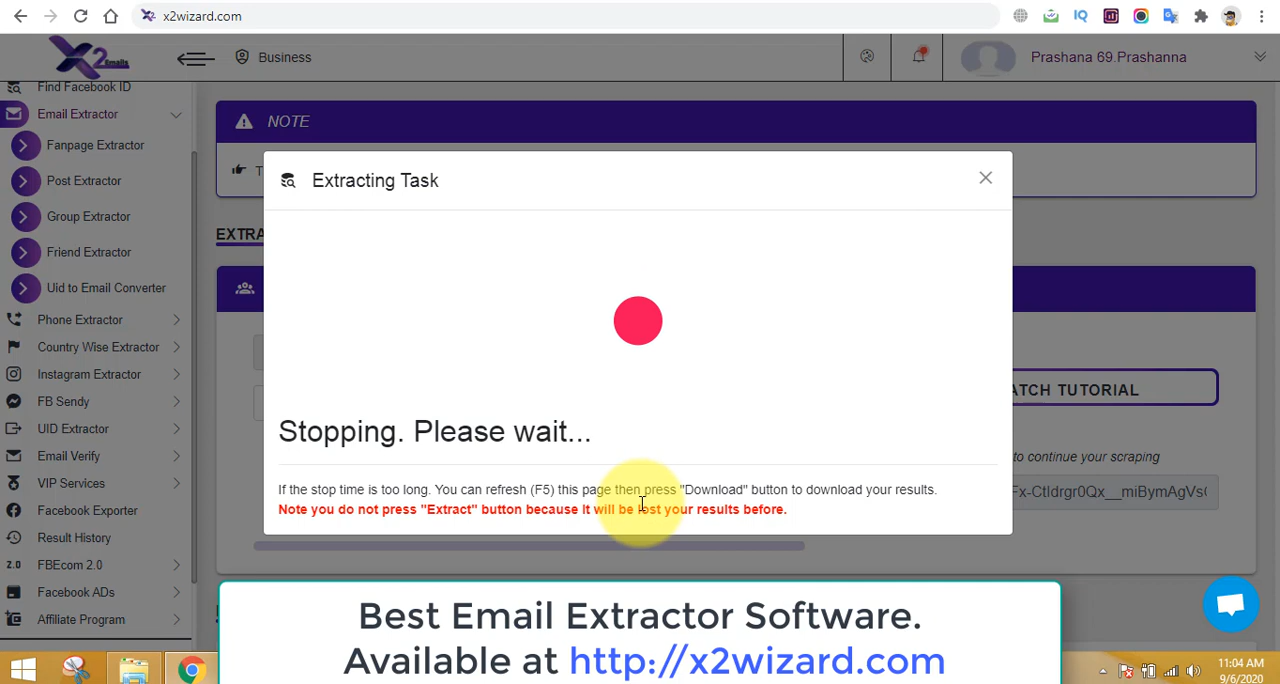 x2wizard.com
X2 Emails
Business
Prashana 69.Prashanna
Find Facebook ID
Email Extractor
Fanpage Extractor
Post Extractor
Group Extractor
Friend Extractor
Uid to Email Converter
Phone Extractor
Country Wise Extractor
Instagram Extractor
FB Sendy
UID Extractor
Email Verify
VIP Services
Facebook Exporter
Result History
2.0 FBEcom 2.0
Facebook ADs
Affiliate Program
NOTE
T
EXTRA
Extracting Task
Stopping. Please wait...
If the stop time is too long. You can refresh (F5) this page then press "Download" button to download your results.
Note you do not press "Extract" button because it will be lost your results before.
ATCH TUTORIAL
to continue your scraping
Best Email Extractor Software.
Available at http://x2wizard.com
11:04 AM
9/6/2020